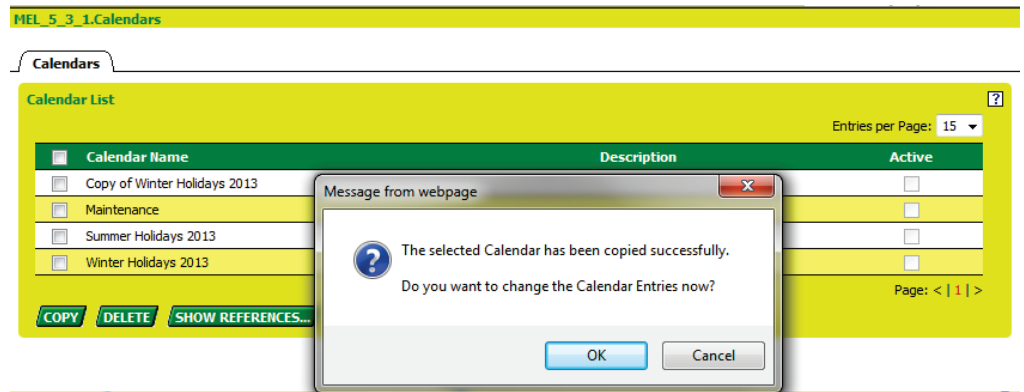 MEL_5_3_1.Calendars
Calendars
Calendar List
?
Entries per Page: 15
Calendar Name Description Active
Copy of Winter Holidays 2013
Maintenance
Summer Holidays 2013
Winter Holidays 2013
Message from webpage
The selected Calendar has been copied successfully.
Do you want to change the Calendar Entries now?
OK Cancel
Page: < | 1 | >
COPY DELETE SHOW REFERENCES...